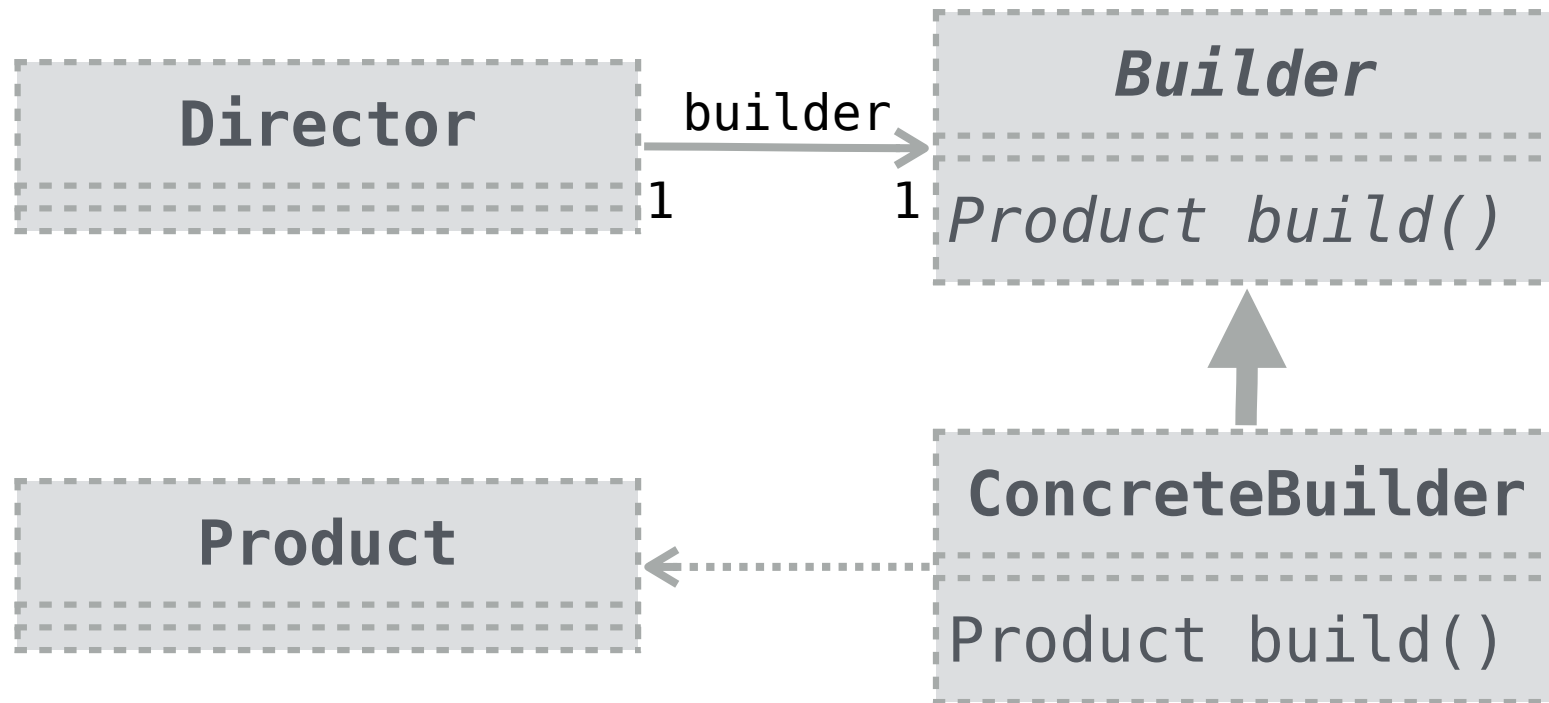 Director
builder
1
1
Builder
Product build()
Product
ConcreteBuilder
Product build()